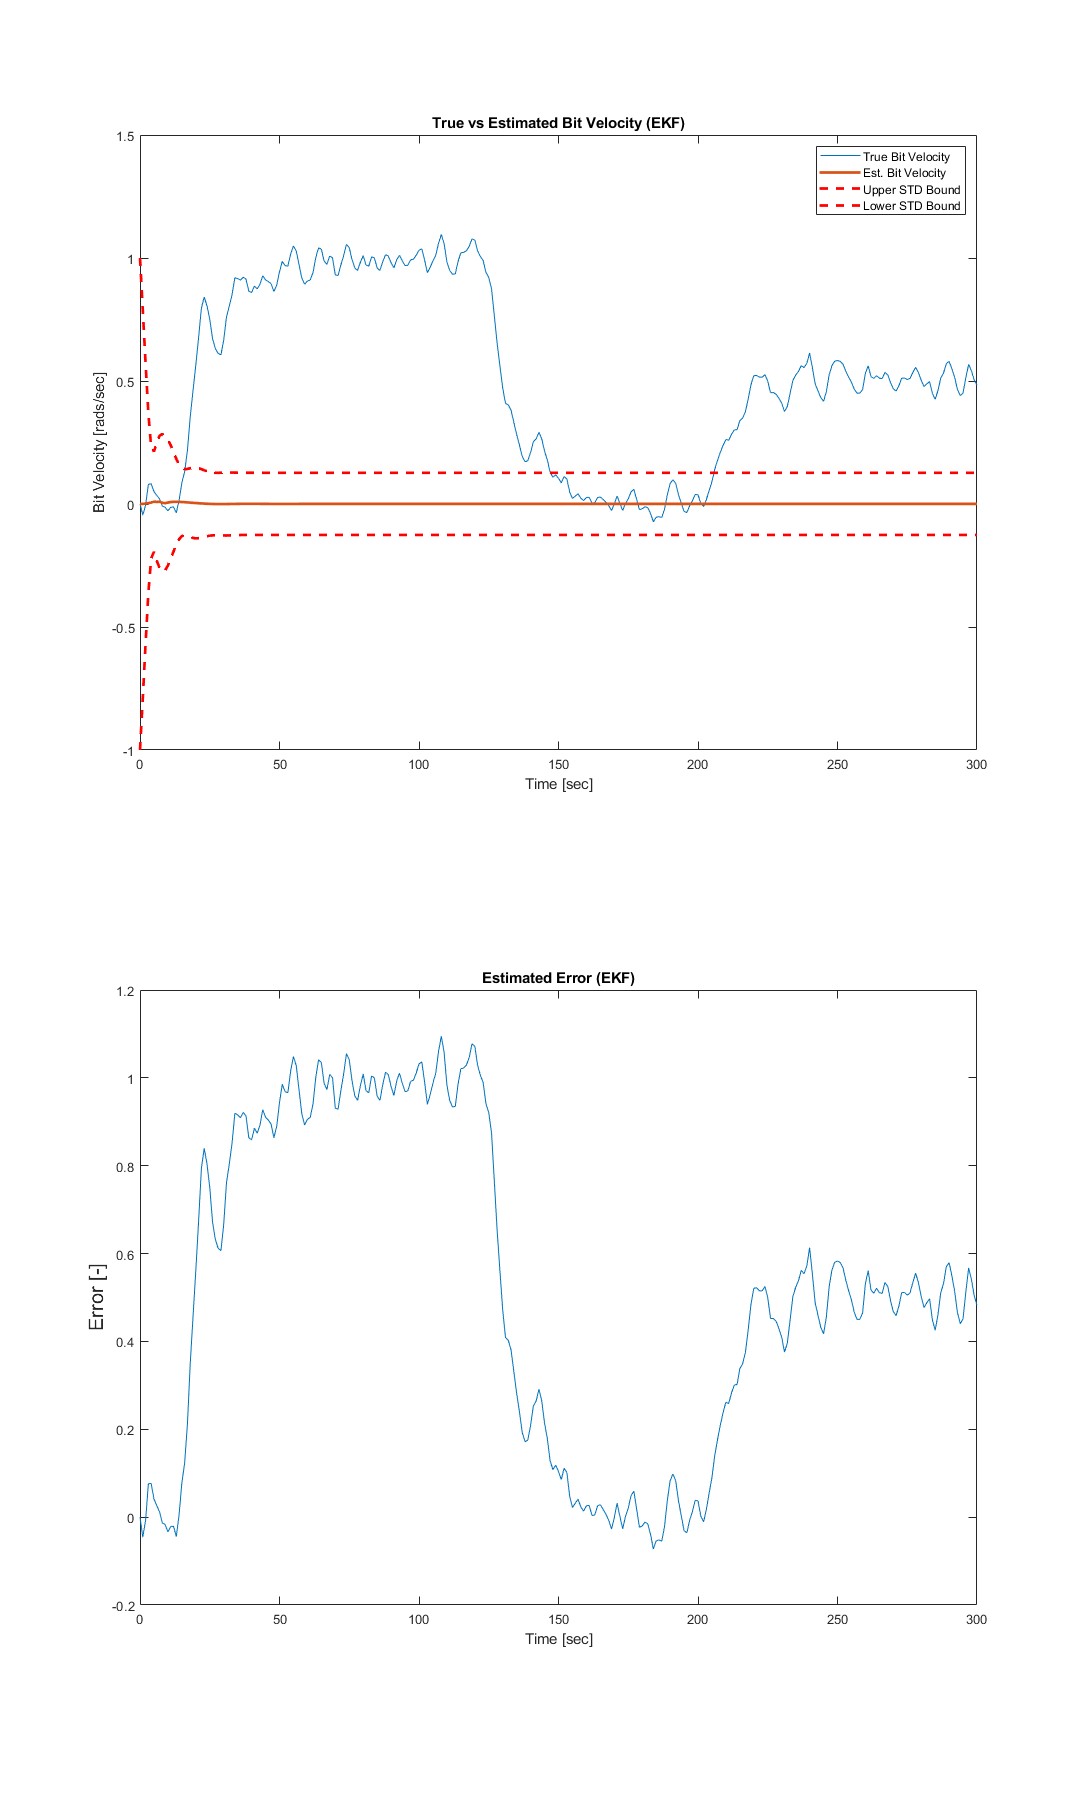 True vs Estimated Bit Velocity (EKF)
1.5
1
0.5
0
-0.5
-1
Bit Velocity [rads/sec]
True Bit Velocity
Est. Bit Velocity
Upper STD Bound
Lower STD Bound
0 50 100 150 200 250 300
Time [sec]
Estimated Error (EKF)
1.2
1
0.8
0.6
0.4
0.2
0
-0.2
Error [-]
0 50 100 150 200 250 300
Time [sec]